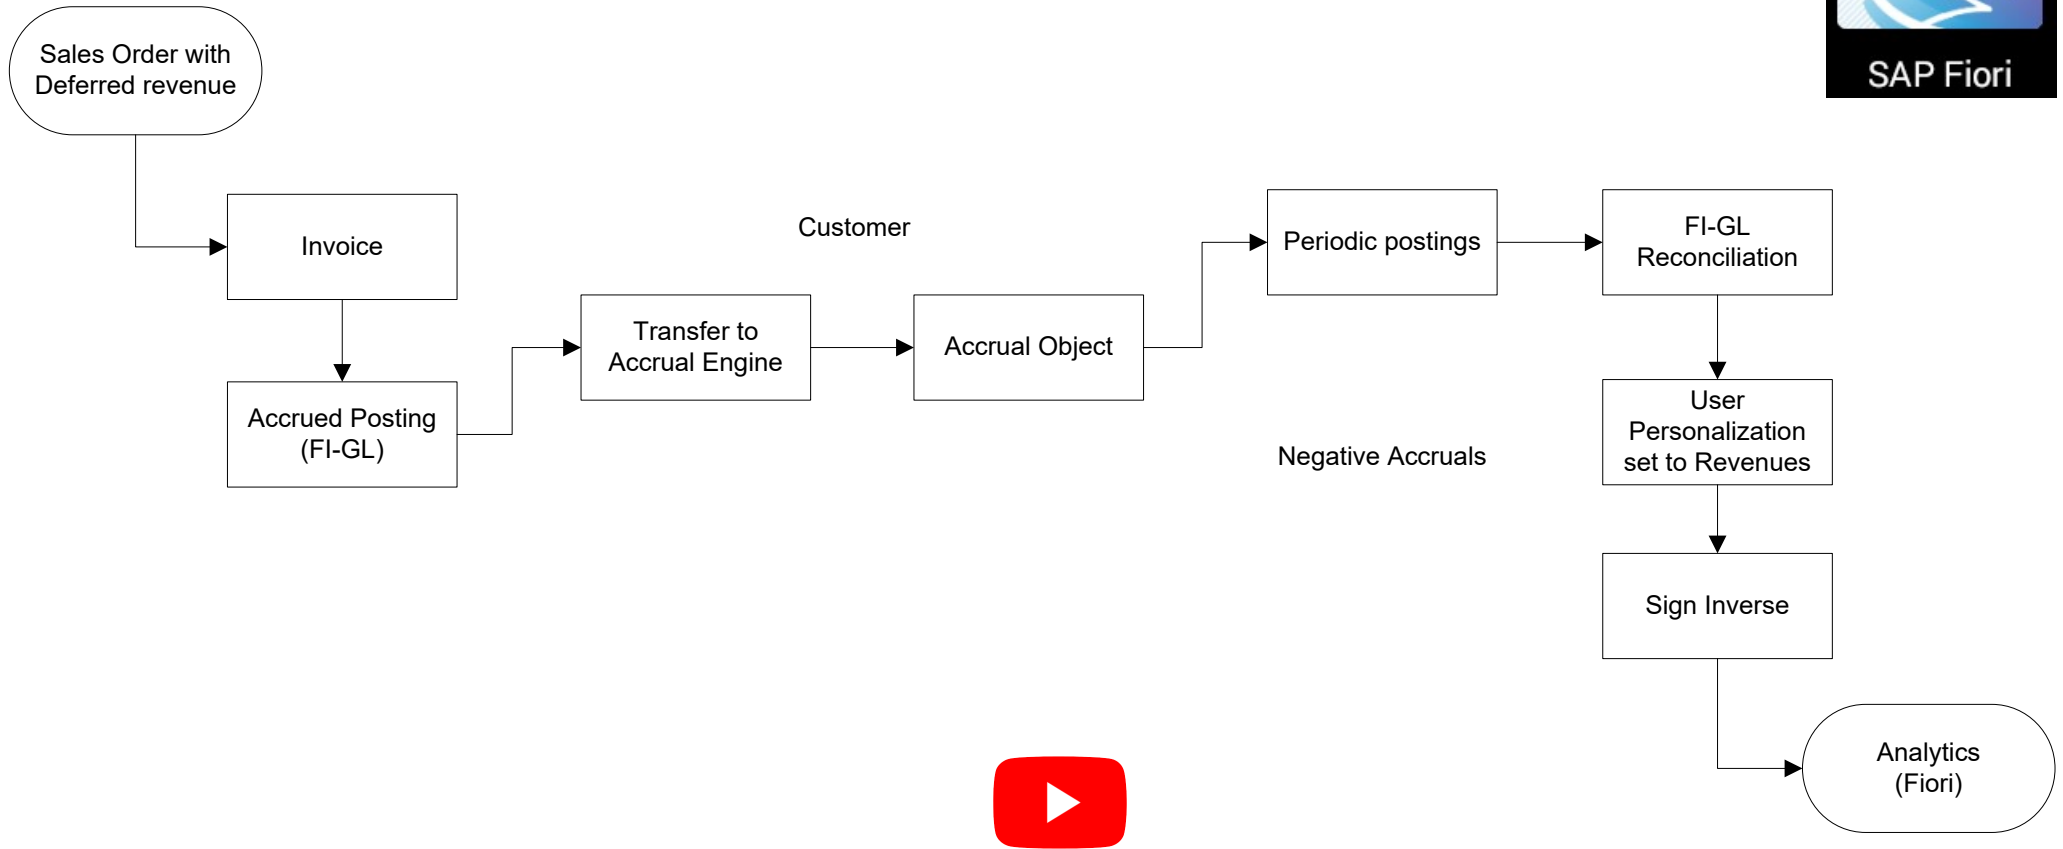 Sales Order with
Deferred revenue
SAP Fiori
Invoice
Customer
Periodic postings
FI-GL
Reconciliation
Transfer to
Accrual Engine
Accrual Object
Accrued Posting
(FI-GL)
Negative Accruals
User
Personalization
set to Revenues
Sign Inverse
Analytics
(Fiori)